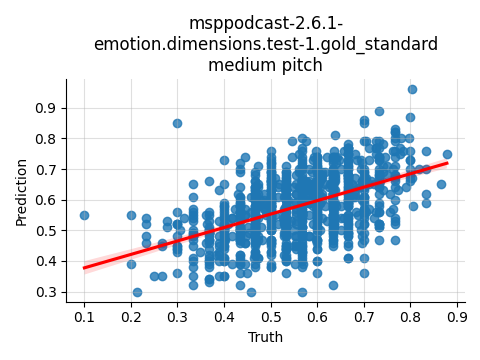 msppodcast-2.6.1-
emotion.dimensions.test-1.gold_standard
medium pitch
Prediction
0.9
0.8
0.7
0.6
0.5
0.4
0.3
0.1 0.2 0.3 0.4 0.5 0.6 0.7 0.8 0.9
Truth